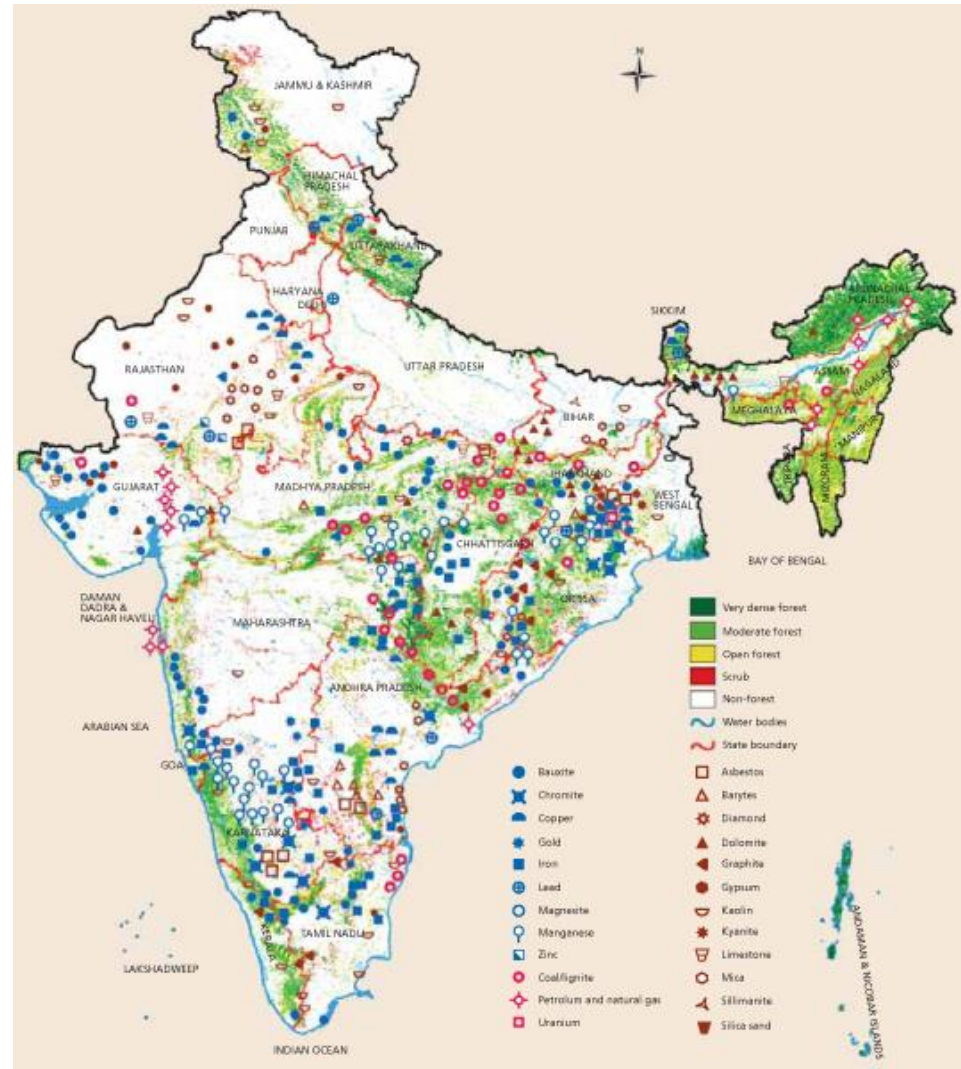 N
JAMMU & KASHMIR
HIMACHAL
PRADESH
PUNJAB
UTTARAKHAND
HARYANA
DELHI
SIKKIM
ARUNACHAL
PRADESH
RAJASTHAN
UTTAR PRADESH
ASSAM
NAGALAND
BIHAR
MEGHALAYA
MANIPUR
JHARKHAND
TRIPURA
MIZORAM
GUJARAT
MADHYA PRADESH
WEST
BENGAL
CHHATTISGARH
BAY OF BENGAL
DAMAN
DADRA &
NAGAR HAVELI
MAHARASHTRA
ORISSA
ANDHRA PRADESH
ARABIAN SEA
GOA
KARNATAKA
KERALA
TAMIL NADU
LAKSHADWEEP
INDIAN OCEAN
ANDAMAN & NICOBAR ISLANDS
Very dense forest
Moderate forest
Open forest
Scrub
Non-forest
Water bodies
State boundary
Bauxite
Chromite
Copper
Gold
Iron
Lead
Magnesite
Manganese
Zinc
Coal/lignite
Petrolum and natural gas
Uranium
Asbestos
Barytes
Diamond
Dolomite
Graphite
Gypsum
Kaolin
Kyanite
Limestone
Mica
Sillimanite
Silica sand